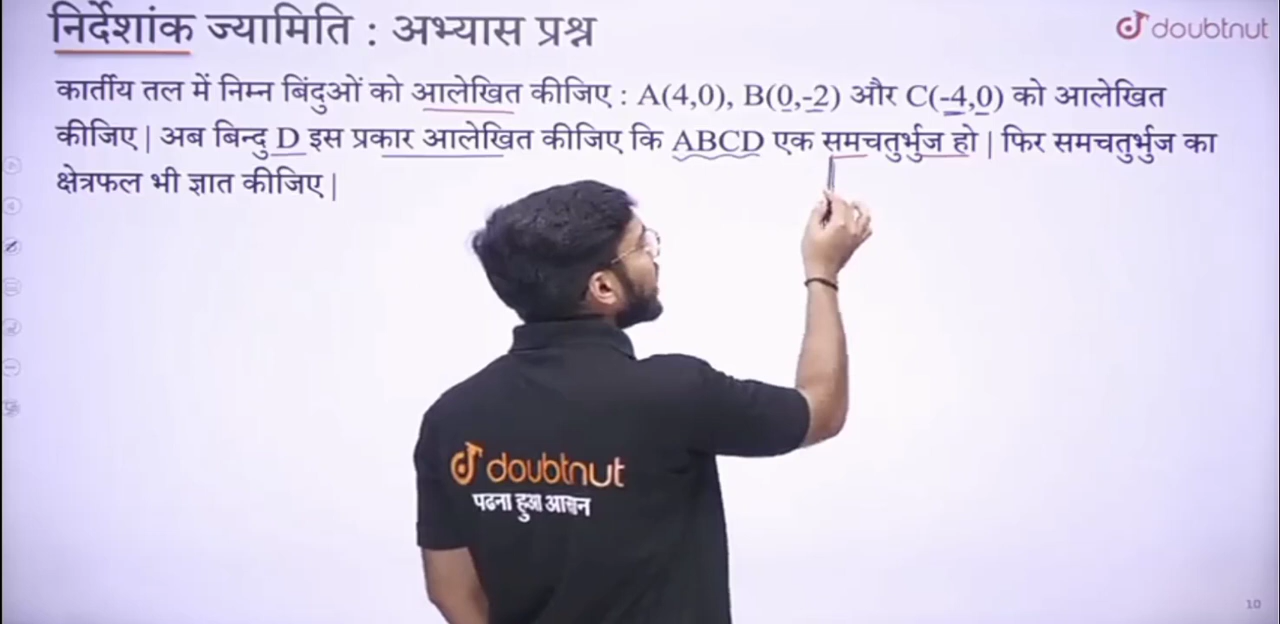 निर्देशांक ज्यामिति : अभ्यास प्रश्न
doubtnut
कार्तीय तल में निम्न बिंदुओं को आलेखित कीजिए : A(4,0), B(0,-2) और C(-4,0) को आलेखित
कीजिए | अब बिन्दु D इस प्रकार आलेखित कीजिए कि ABCD एक समचतुर्भुज हो | फिर समचतुर्भुज का
क्षेत्रफल भी ज्ञात कीजिए |
doubtnut
पढना हुआ आसान
10